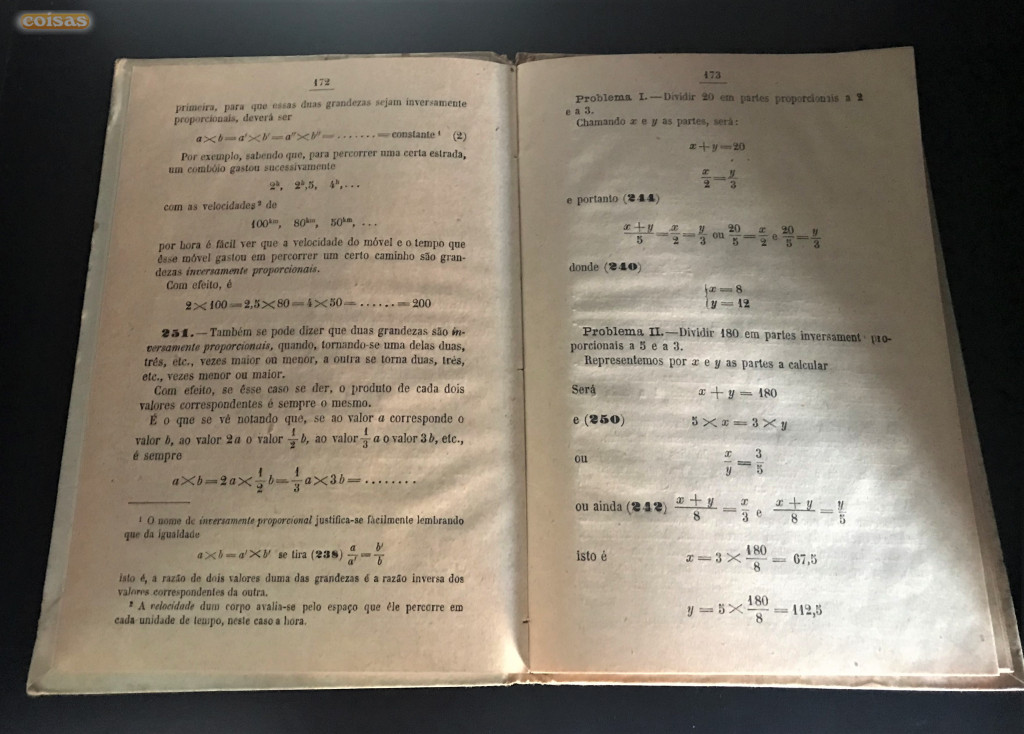 coisas
172
primeira, para que essas duas grandezas sejam inversamente
proporcionais, deverá ser
a×b=a'×b'=a''×b''=.......=constante ¹ (2)
Por exemplo, sabendo que, para percorrer uma certa estrada,
um combóio gastou sucessivamente
2ʰ, 2ʰ,5, 4ʰ,...
com as velocidades ² de
100ᵏᵐ, 80ᵏᵐ, 50ᵏᵐ, ...
por hora é fácil ver que a velocidade do móvel e o tempo que
êsse móvel gastou em percorrer um certo caminho são gran-
dezas inversamente proporcionais.
Com efeito, é
2×100=2,5×80=4×50=......=200
251.—Também se pode dizer que duas grandezas são in-
versamente proporcionais, quando, tornando-se uma delas duas,
três, etc., vezes maior ou menor, a outra se torna duas, três,
etc., vezes menor ou maior.
Com efeito, se êsse caso se der, o produto de cada dois
valores correspondentes é sempre o mesmo.
É o que se vê notando que, se ao valor a corresponde o
valor b, ao valor 2a o valor 1/2 b, ao valor 1/3 a o valor 3b, etc.,
é sempre
a×b=2a×1/2 b=1/3 a×3b=........
¹ O nome de inversamente proporcional justifica-se fàcilmente lembrando
que da igualdade
a×b=a'×b' se tira (238) a/a'=b'/b
isto é, a razão de dois valores duma das grandezas é a razão inversa dos
valores correspondentes da outra.
² A velocidade dum corpo avalia-se pelo espaço que êle percorre em
cada unidade de tempo, neste caso a hora.
173
Problema I.—Dividir 20 em partes proporcionais a 2
e a 3.
Chamando x e y as partes, será:
x+y=20
x/2=y/3
e portanto (244)
x+y/5=x/2=y/3 ou 20/5=x/2 e 20/5=y/3
donde (240)
{x=8
y=12
Problema II.—Dividir 180 em partes inversament pro-
porcionais a 5 e a 3.
Representemos por x e y as partes a calcular
Será x+y=180
e (250) 5×x=3×y
ou x/y=3/5
ou ainda (242) x+y/8=x/3 e x+y/8=y/5
isto é x=3×180/8=67,5
y=5×180/8=112,5